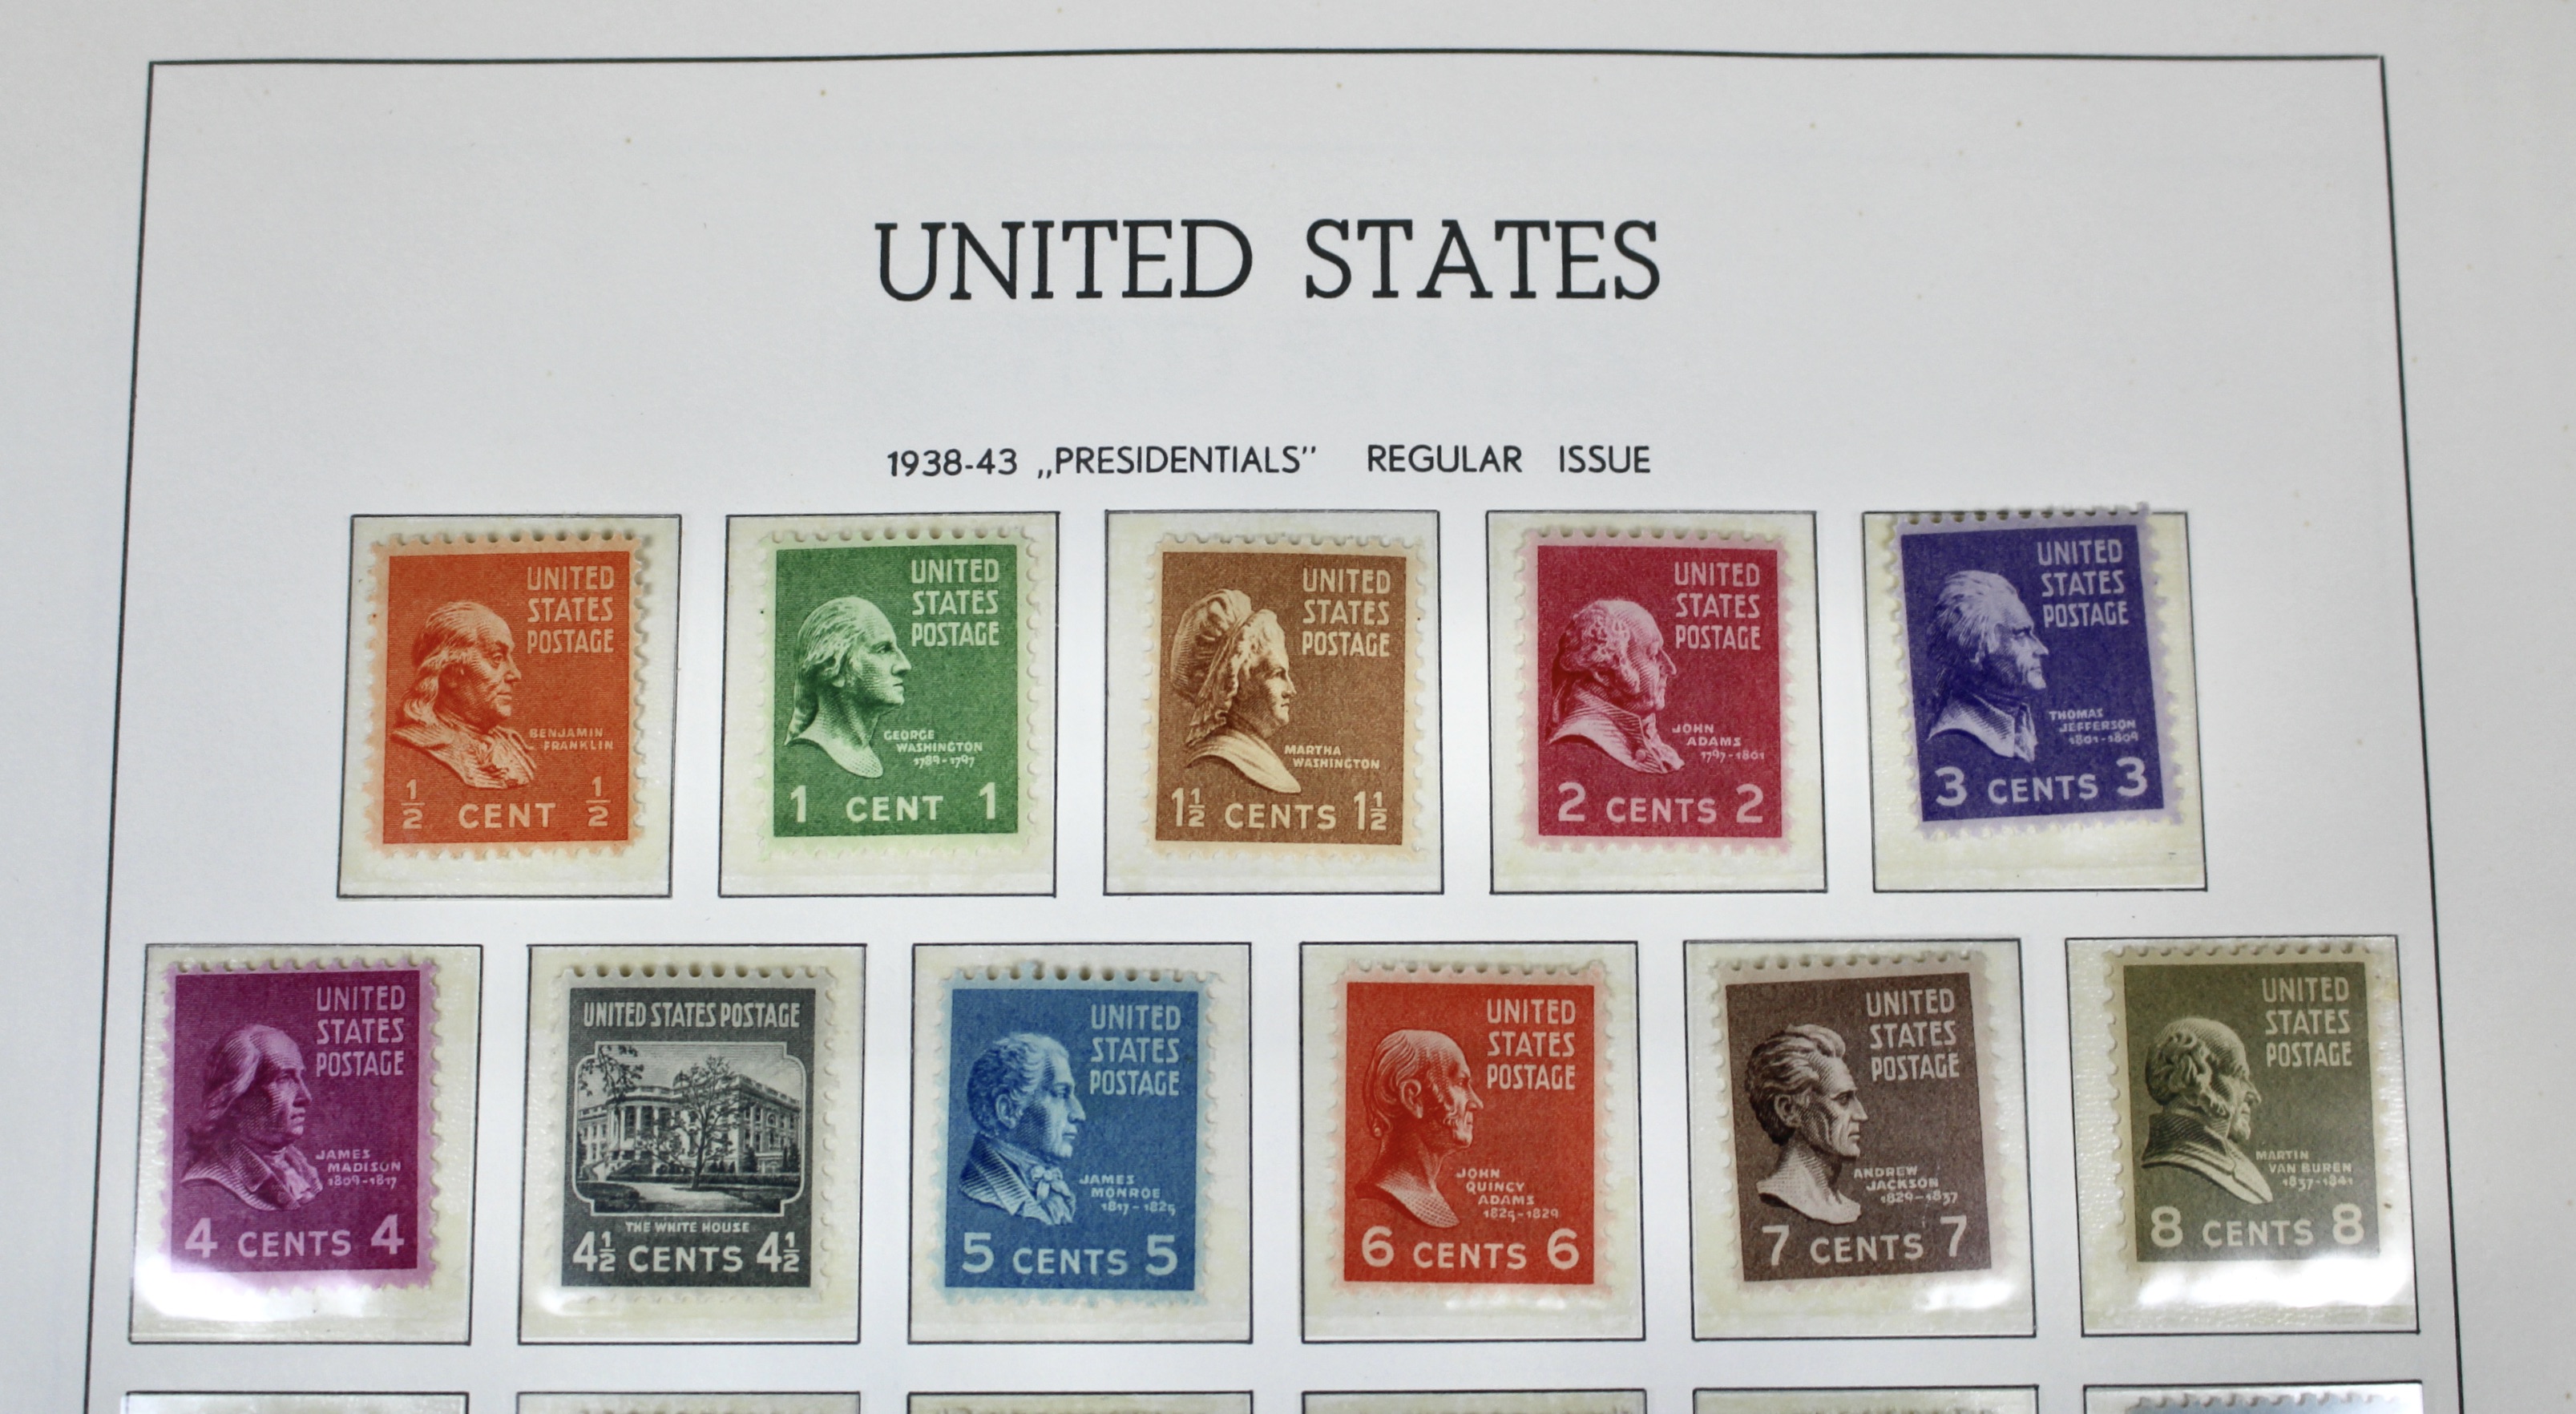 UNITED STATES
1938-43 „PRESIDENTIALS” REGULAR ISSUE
UNITED
STATES
POSTAGE
BENJAMIN
FRANKLIN
½ CENT ½
UNITED
STATES
POSTAGE
GEORGE
WASHINGTON
1789-1797
1 CENT 1
UNITED
STATES
POSTAGE
MARTHA
WASHINGTON
1½ CENTS 1½
UNITED
STATES
POSTAGE
JOHN
ADAMS
1797-1801
2 CENTS 2
UNITED
STATES
POSTAGE
THOMAS
JEFFERSON
1801-1809
3 CENTS 3
UNITED
STATES
POSTAGE
JAMES
MADISON
1809-1817
4 CENTS 4
UNITED STATES POSTAGE
THE WHITE HOUSE
4½ CENTS 4½
UNITED
STATES
POSTAGE
JAMES
MONROE
1817-1825
5 CENTS 5
UNITED
STATES
POSTAGE
JOHN
QUINCY
ADAMS
1825-1829
6 CENTS 6
UNITED
STATES
POSTAGE
ANDREW
JACKSON
1829-1837
7 CENTS 7
UNITED
STATES
POSTAGE
MARTIN
VAN BUREN
1837-1841
8 CENTS 8